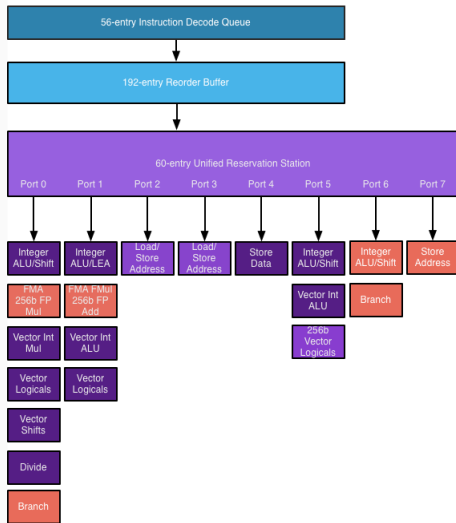 56-entry Instruction Decode Queue
192-entry Reorder Buffer
60-entry Unified Reservation Station
Port 0
Port 1
Port 2
Port 3
Port 4
Port 5
Port 6
Port 7
Integer
ALU/Shift
Integer
ALU/LEA
Load/
Store
Address
Load/
Store
Address
Store
Data
Integer
ALU/Shift
Integer
ALU/Shift
Store
Address
FMA
256b FP
Mul
FMA FMul
256b FP
Add
Vector Int
ALU
Branch
Vector Int
Mul
Vector Int
ALU
256b
Vector
Logicals
Vector
Logicals
Vector
Logicals
Vector
Shifts
Divide
Branch